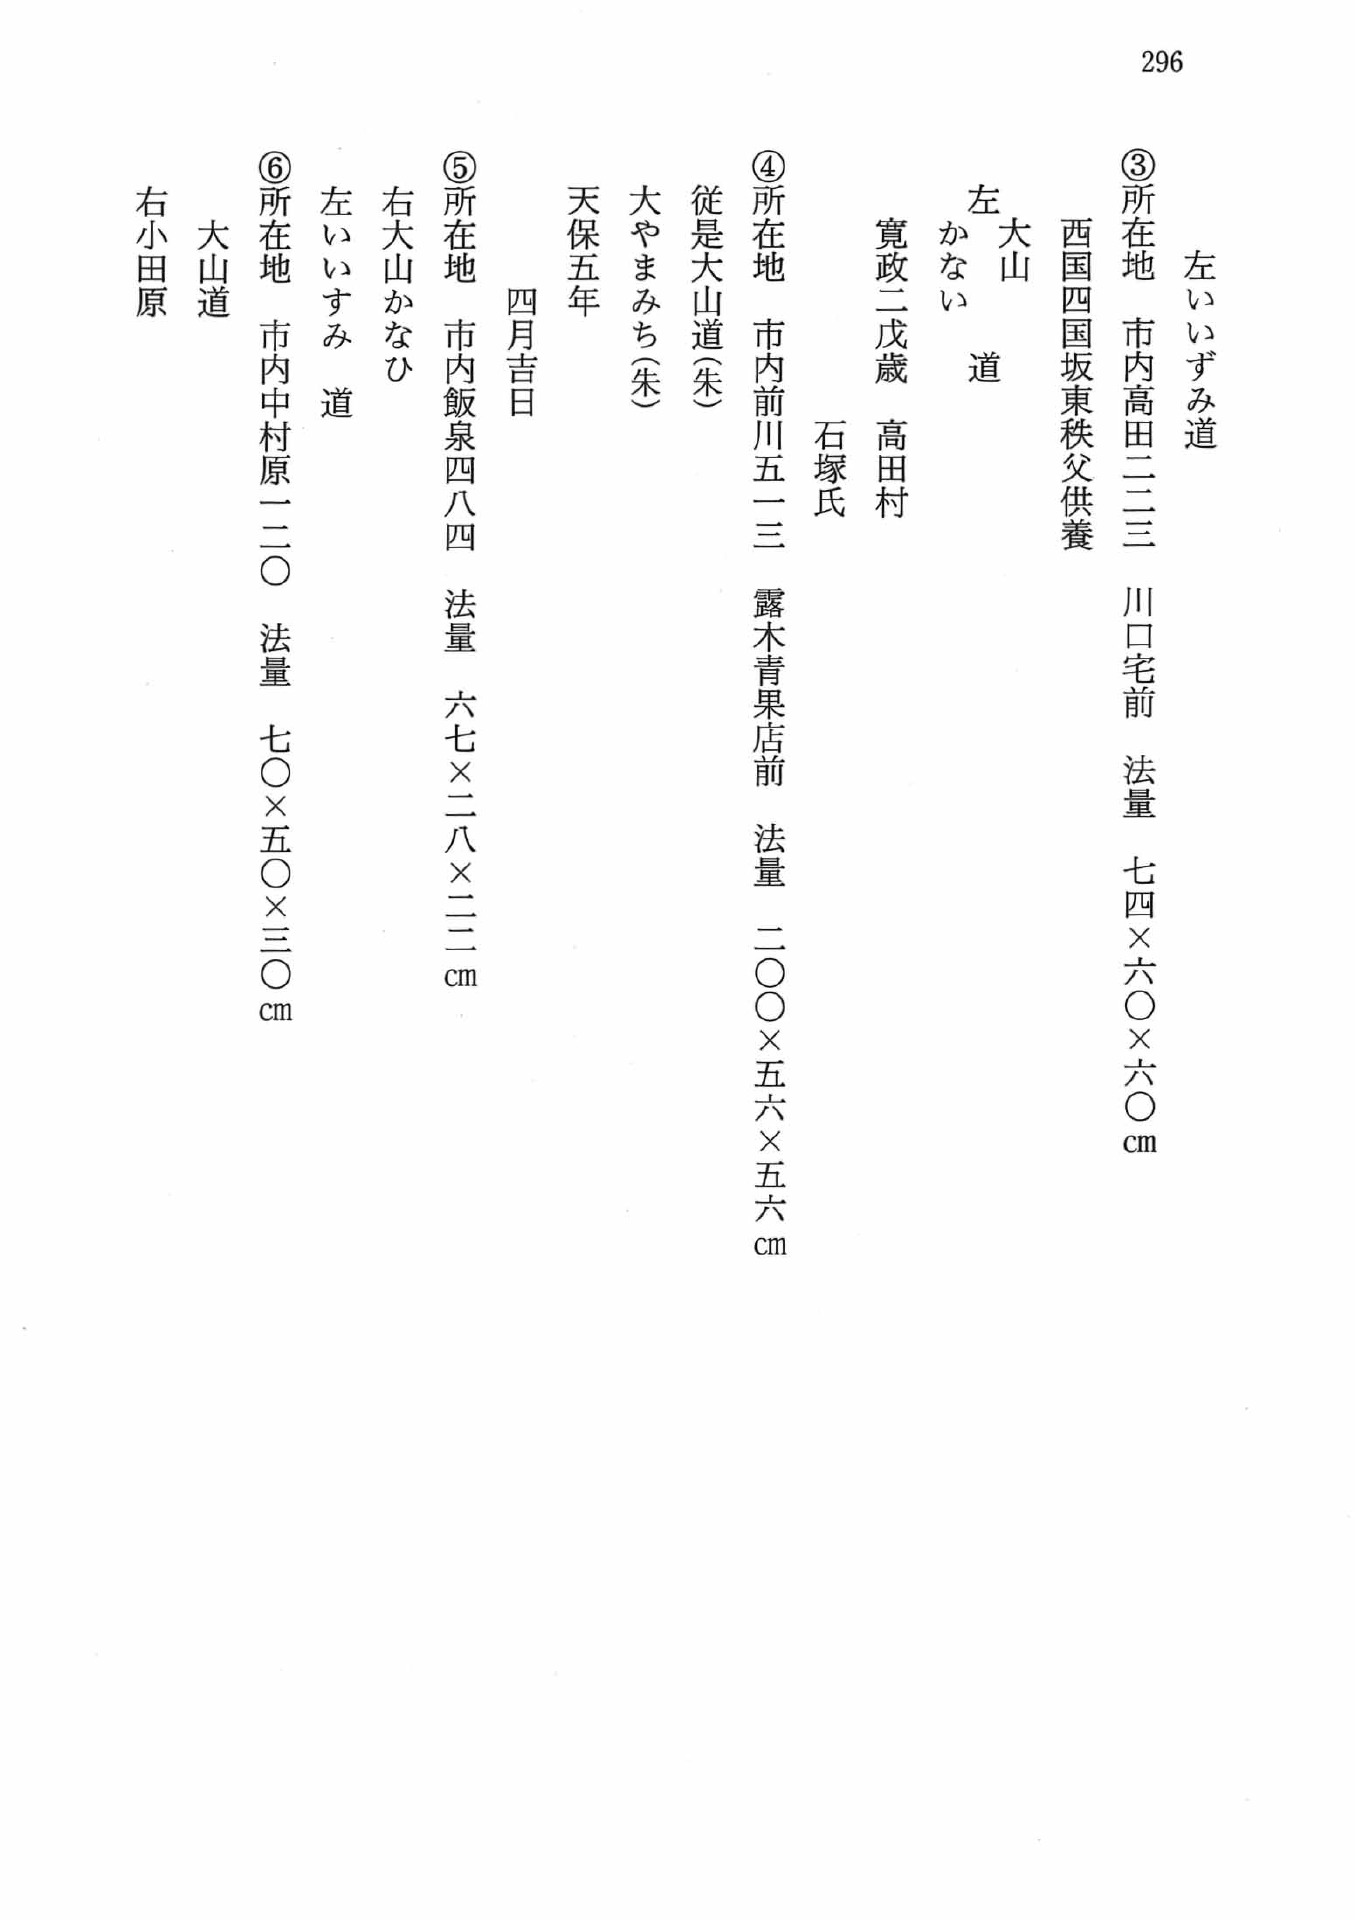 296
左いいずみ道
③所在地　市内高田二二三　川口宅前　法量　七四×六〇×六〇cm
西国四国坂東秩父供養
大山
左　道
かない
寛政二戊歳　高田村
石塚氏
④所在地　市内前川五一三　露木青果店前　法量　二〇〇×五六×五六cm
従是大山道（朱）
大やまみち（朱）
天保五年
四月吉日
⑤所在地　市内飯泉四八四　法量　六七×二八×二二cm
右大山かなひ
左いいすみ　道
⑥所在地　市内中村原一二〇　法量　七〇×五〇×三〇cm
大山道
右小田原